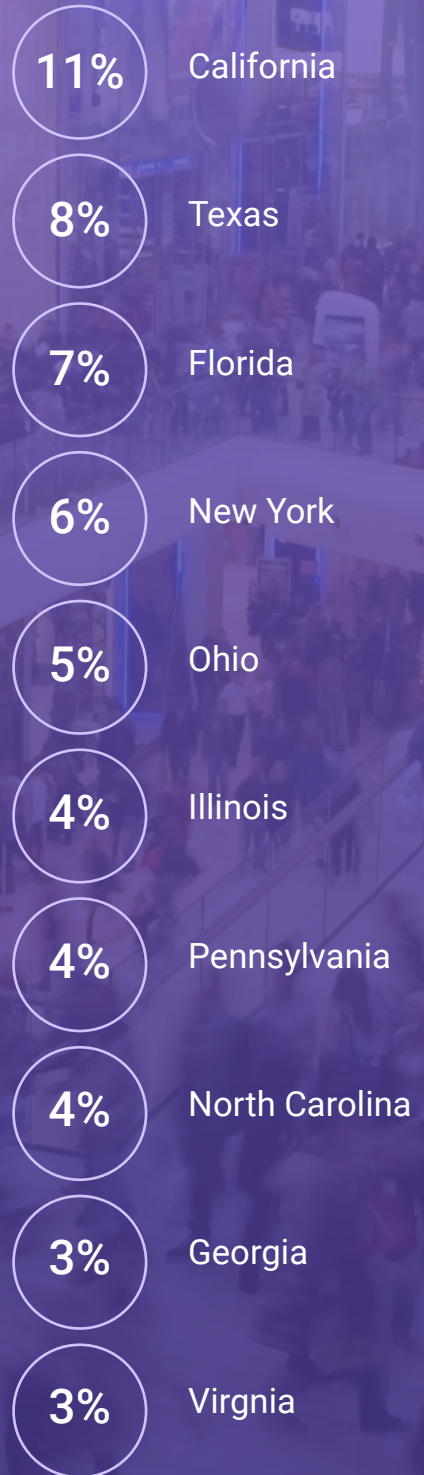 11% California
8% Texas
7% Florida
6% New York
5% Ohio
4% Illinois
4% Pennsylvania
4% North Carolina
3% Georgia
3% Virgnia